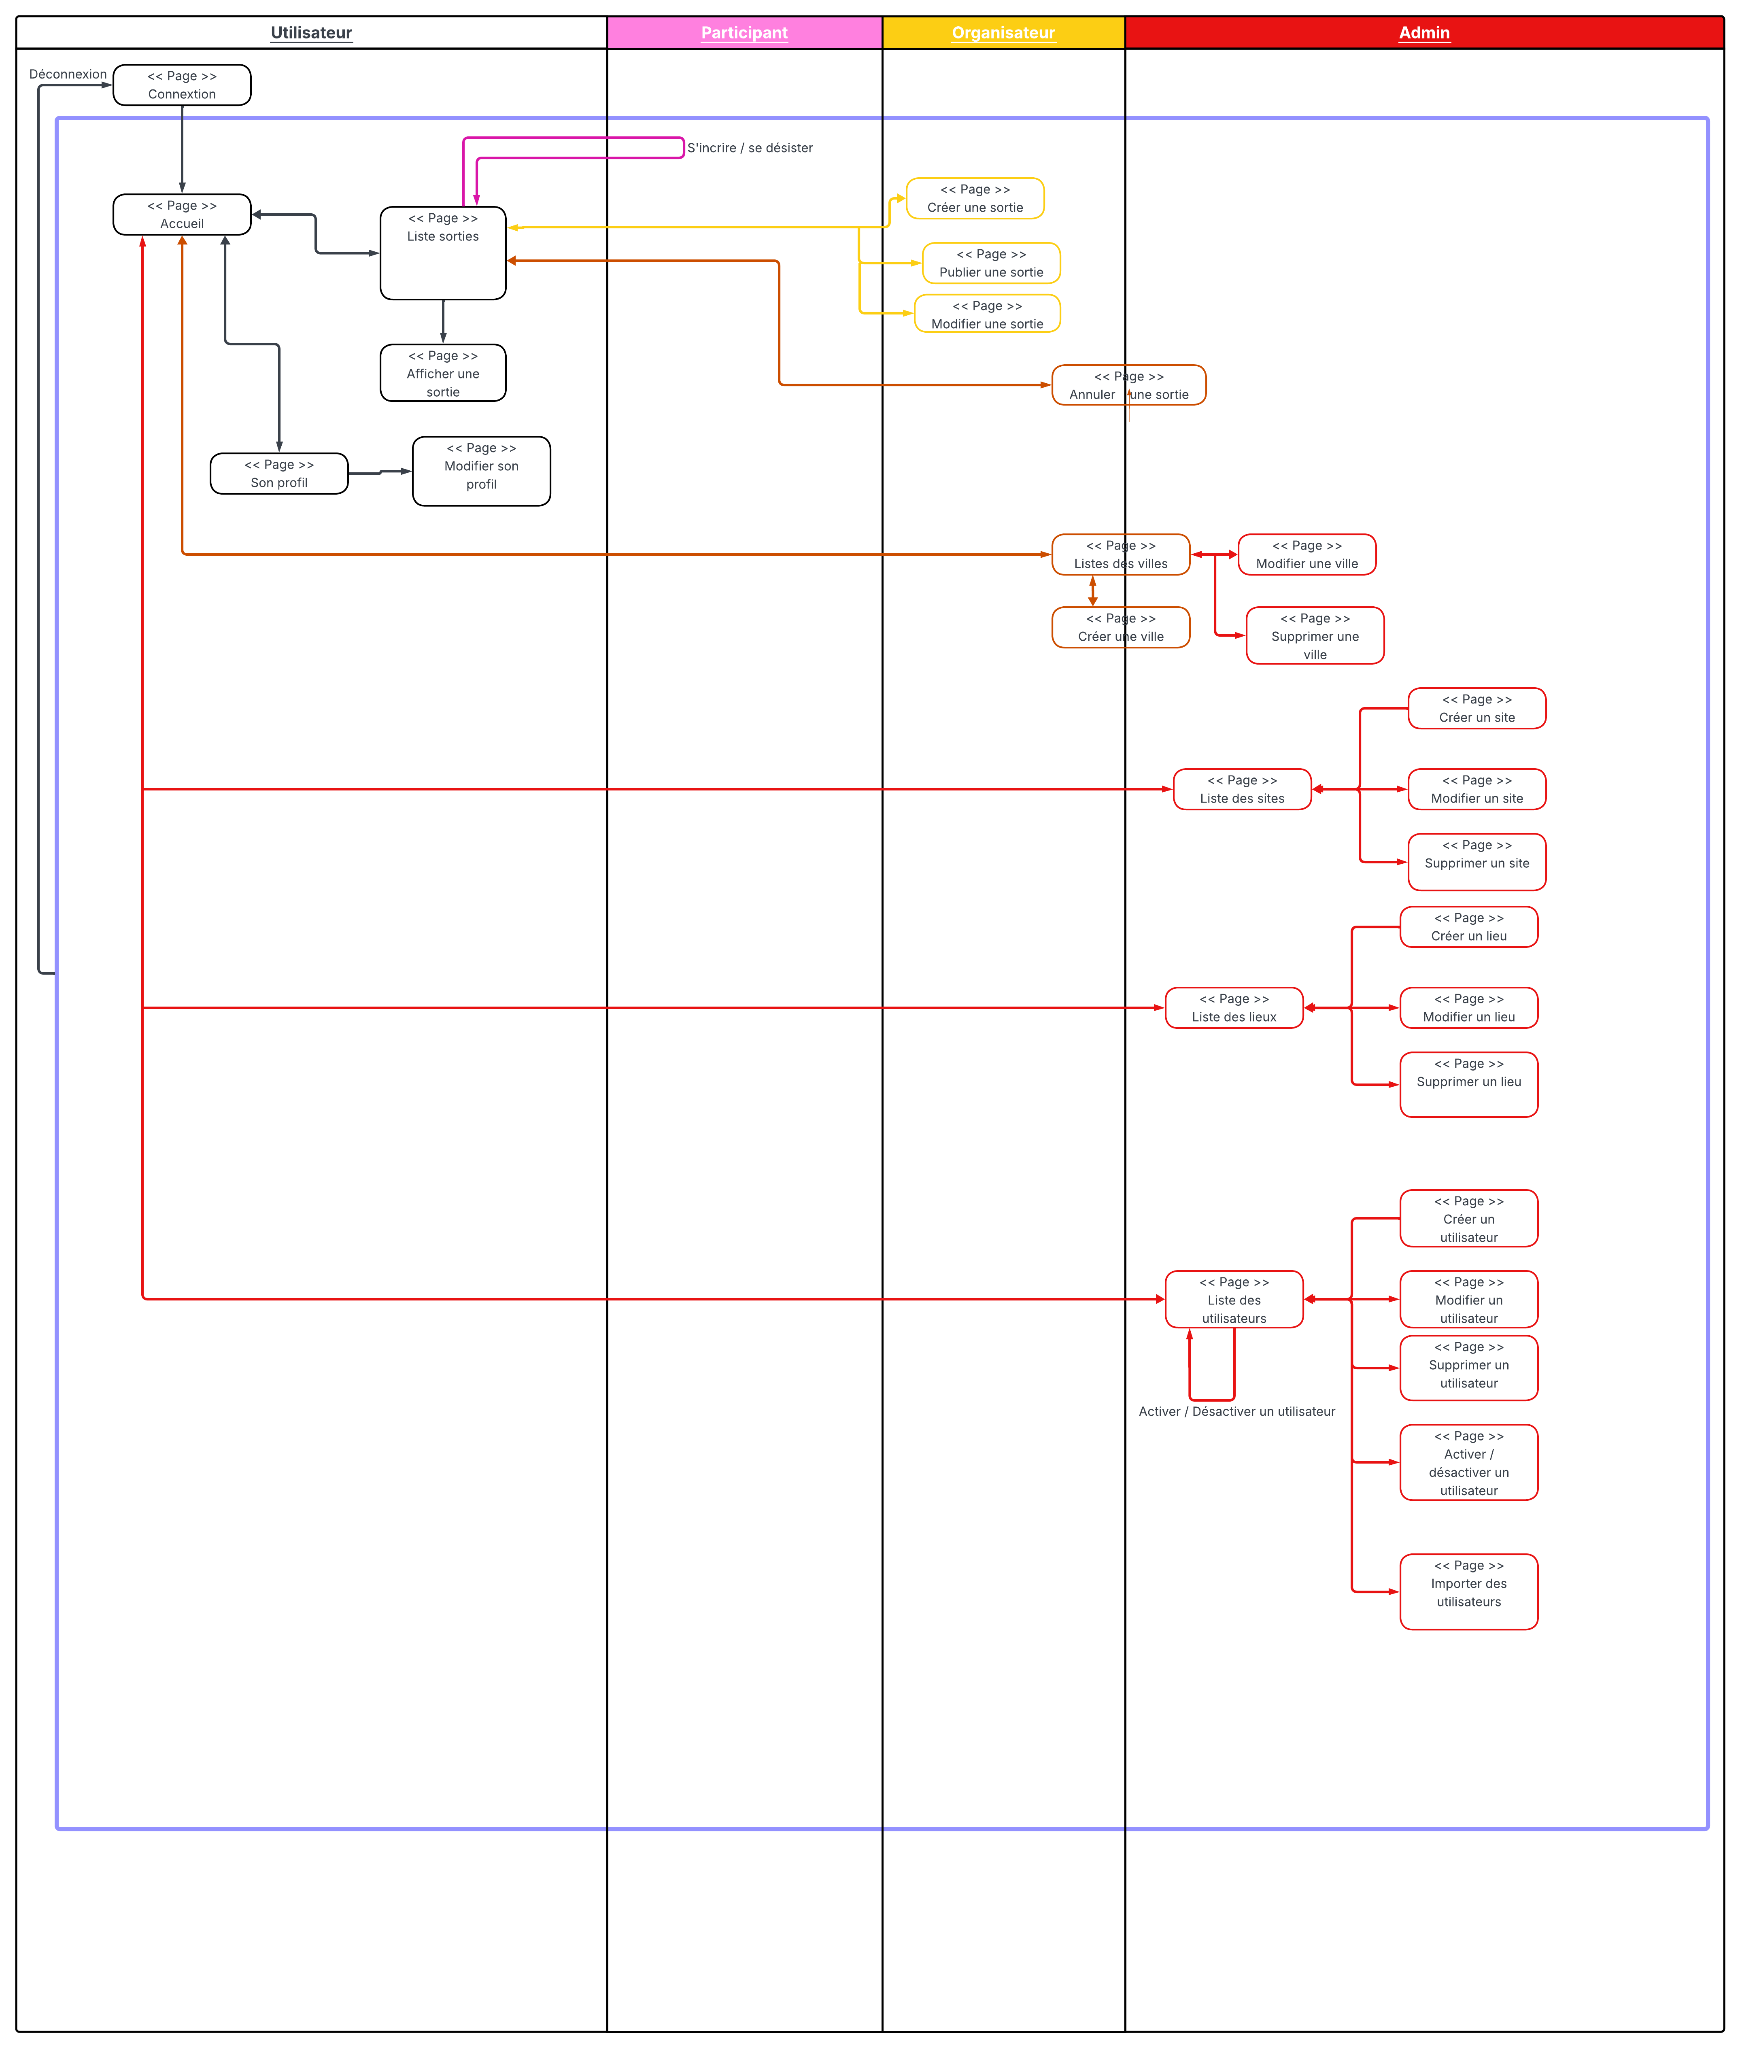 Utilisateur
Participant
Organisateur
Admin
Déconnexion
<< Page >>
Connextion
S'incrire / se désister
<< Page >>
Accueil
<< Page >>
Liste sorties
<< Page >>
Créer une sortie
<< Page >>
Publier une sortie
<< Page >>
Modifier une sortie
<< Page >>
Afficher une
sortie
<< Page >>
Annuler une sortie
<< Page >>
Son profil
<< Page >>
Modifier son
profil
<< Page >>
Listes des villes
<< Page >>
Modifier une ville
<< Page >>
Créer une ville
<< Page >>
Supprimer une
ville
<< Page >>
Créer un site
<< Page >>
Liste des sites
<< Page >>
Modifier un site
<< Page >>
Supprimer un site
<< Page >>
Créer un lieu
<< Page >>
Liste des lieux
<< Page >>
Modifier un lieu
<< Page >>
Supprimer un lieu
<< Page >>
Créer un
utilisateur
<< Page >>
Liste des
utilisateurs
<< Page >>
Modifier un
utilisateur
<< Page >>
Supprimer un
utilisateur
Activer / Désactiver un utilisateur
<< Page >>
Activer /
désactiver un
utilisateur
<< Page >>
Importer des
utilisateurs